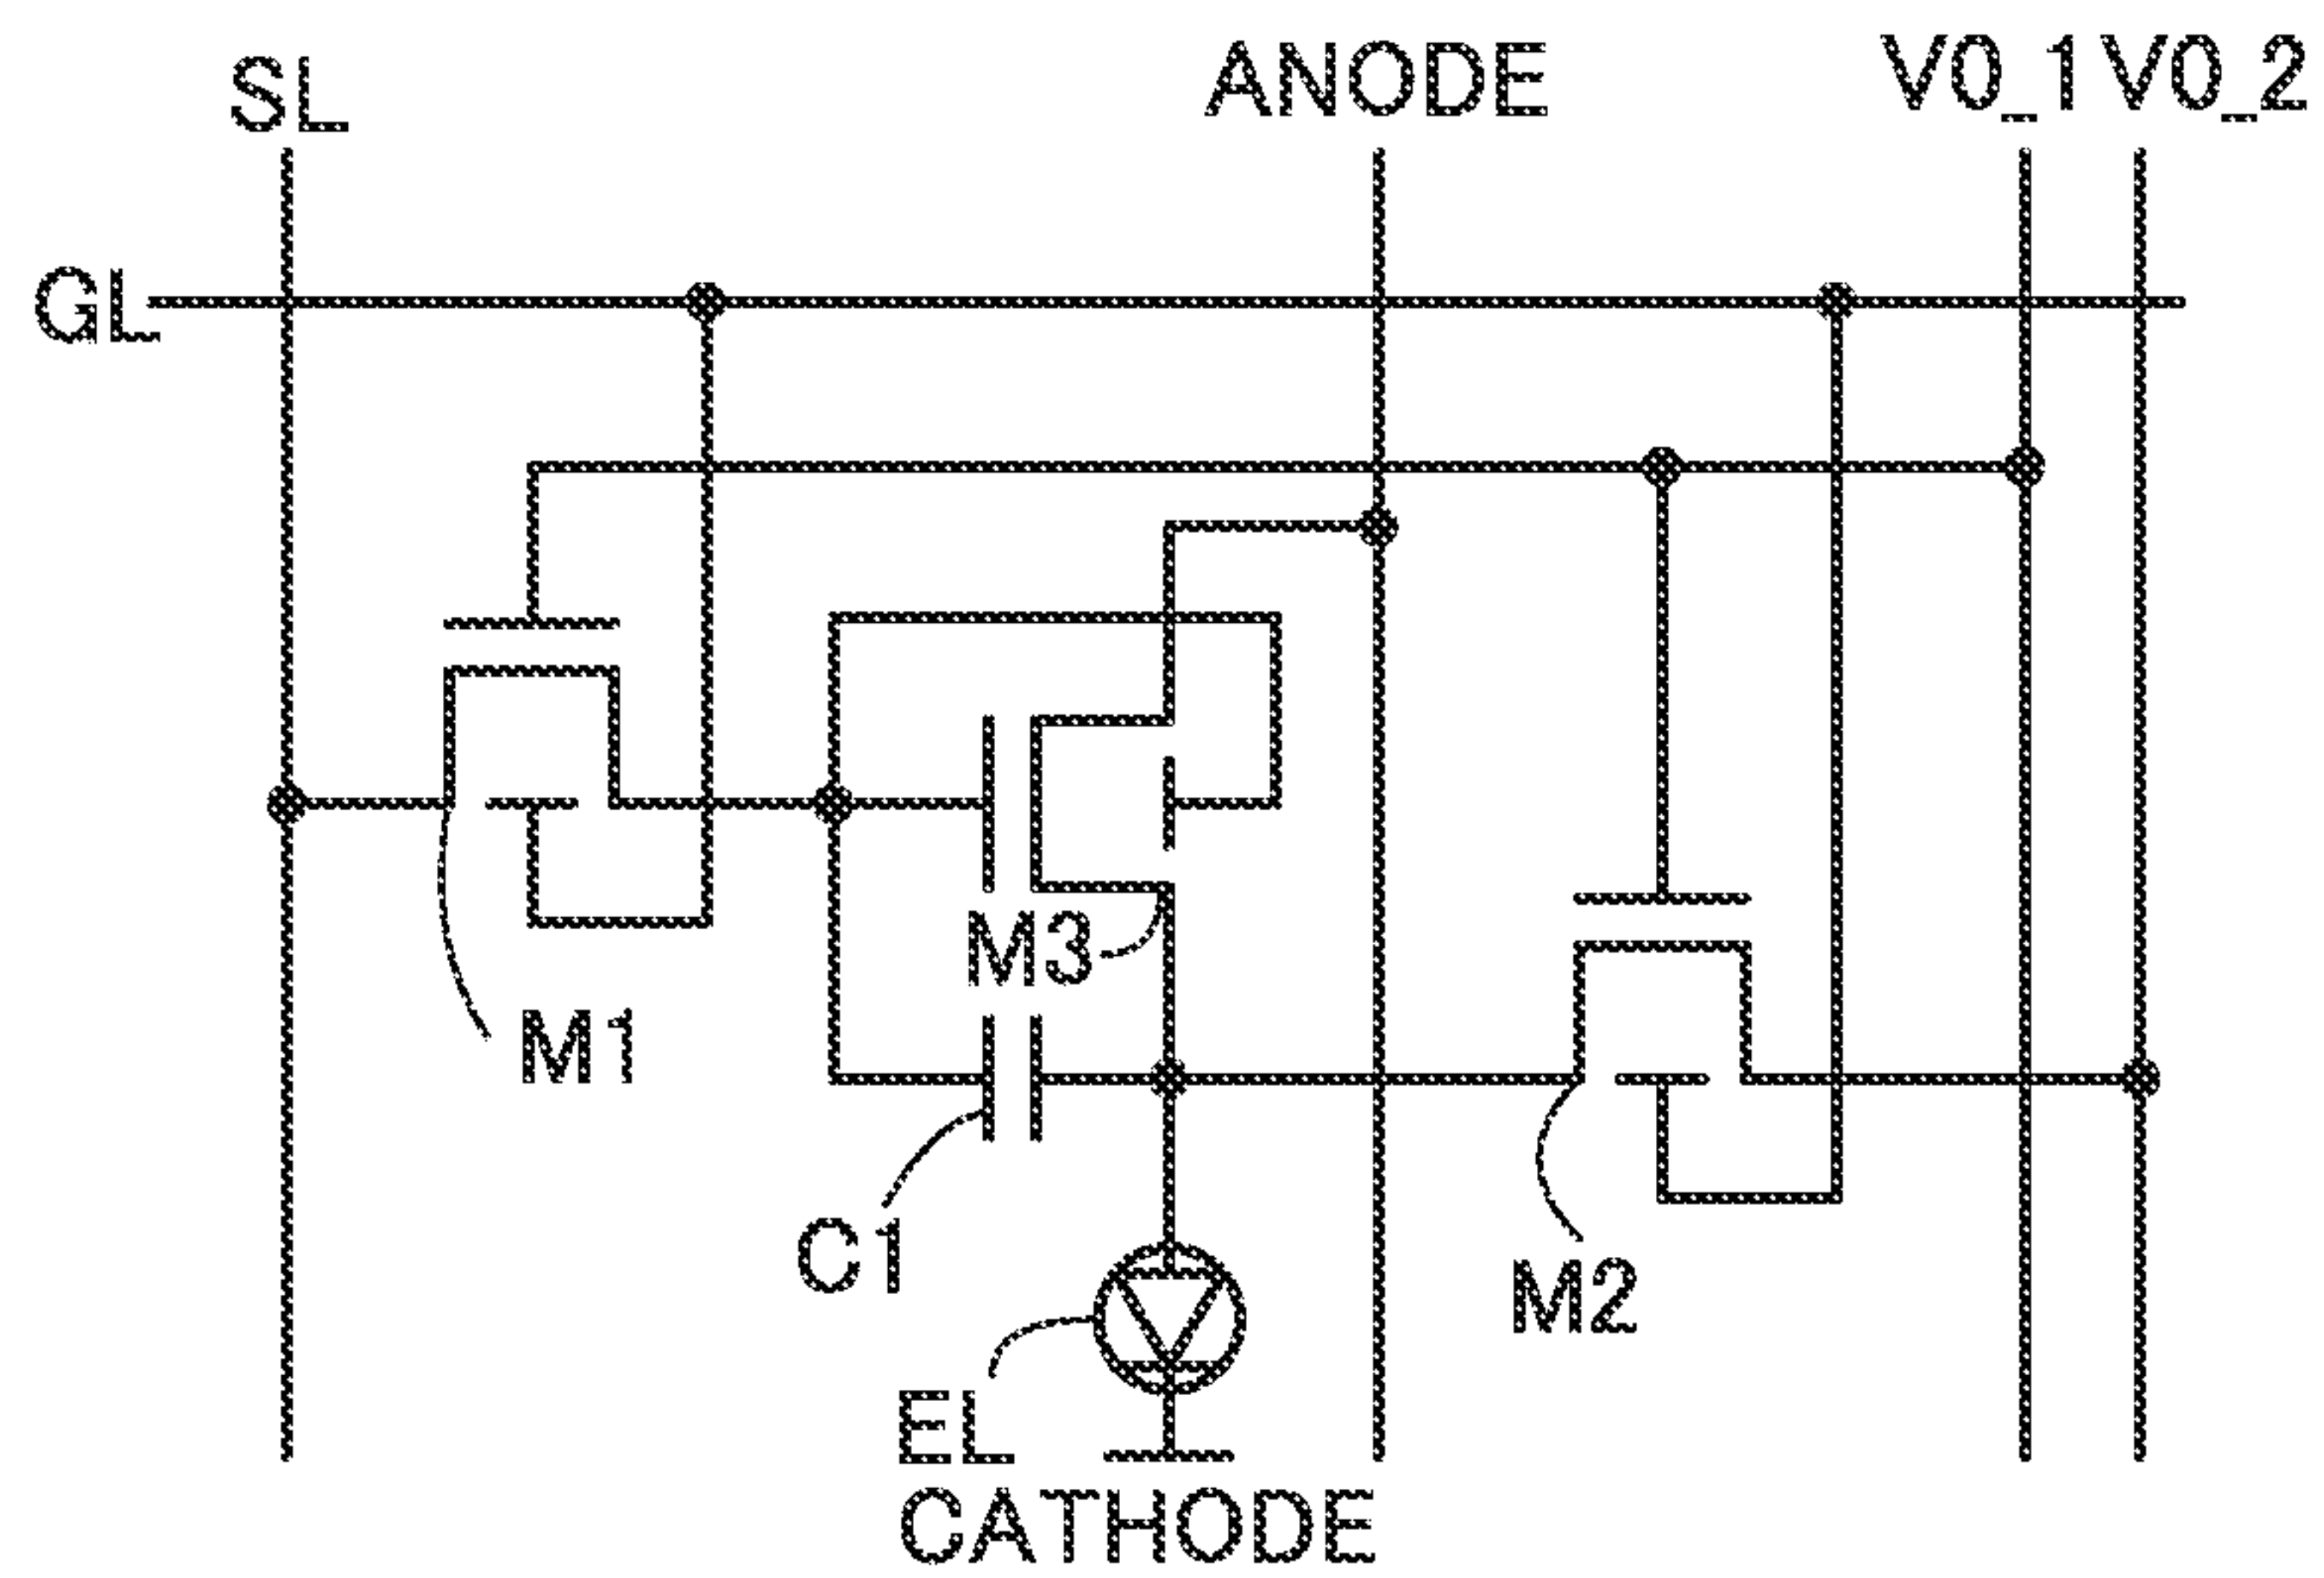 SL
ANODE
V0_1
V0_2
GL
M3
M1
C1
M2
EL
CATHODE